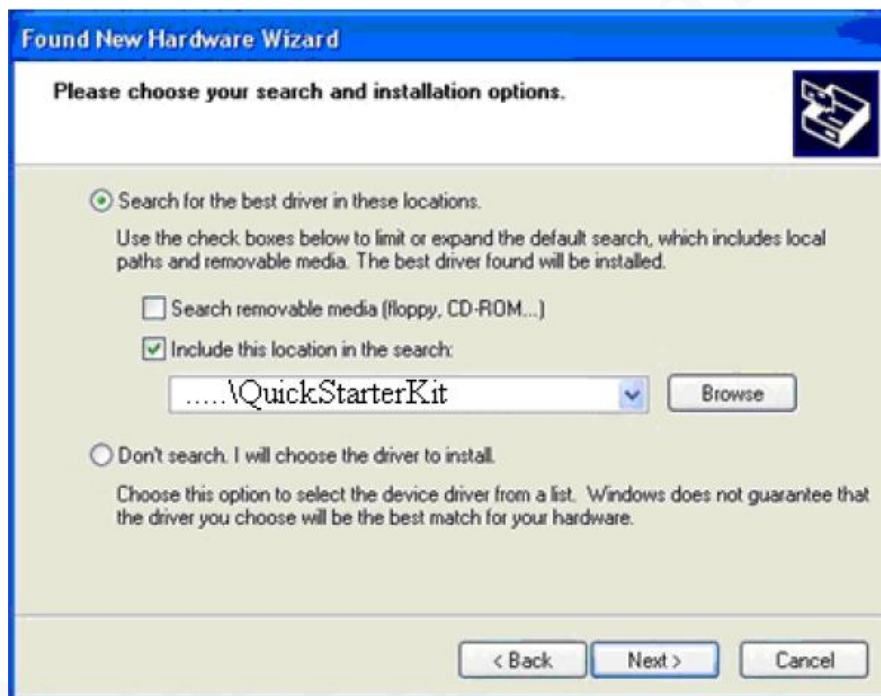 Found New Hardware Wizard
Please choose your search and installation options.
Search for the best driver in these locations.
Use the check boxes below to limit or expand the default search, which includes local
paths and removable media. The best driver found will be installed.
Search removable media (floppy, CD-ROM...)
Include this location in the search:
.....\QuickStarterKit
Browse
Don't search. I will choose the driver to install.
Choose this option to select the device driver from a list. Windows does not guarantee that
the driver you choose will be the best match for your hardware.
< Back
Next >
Cancel